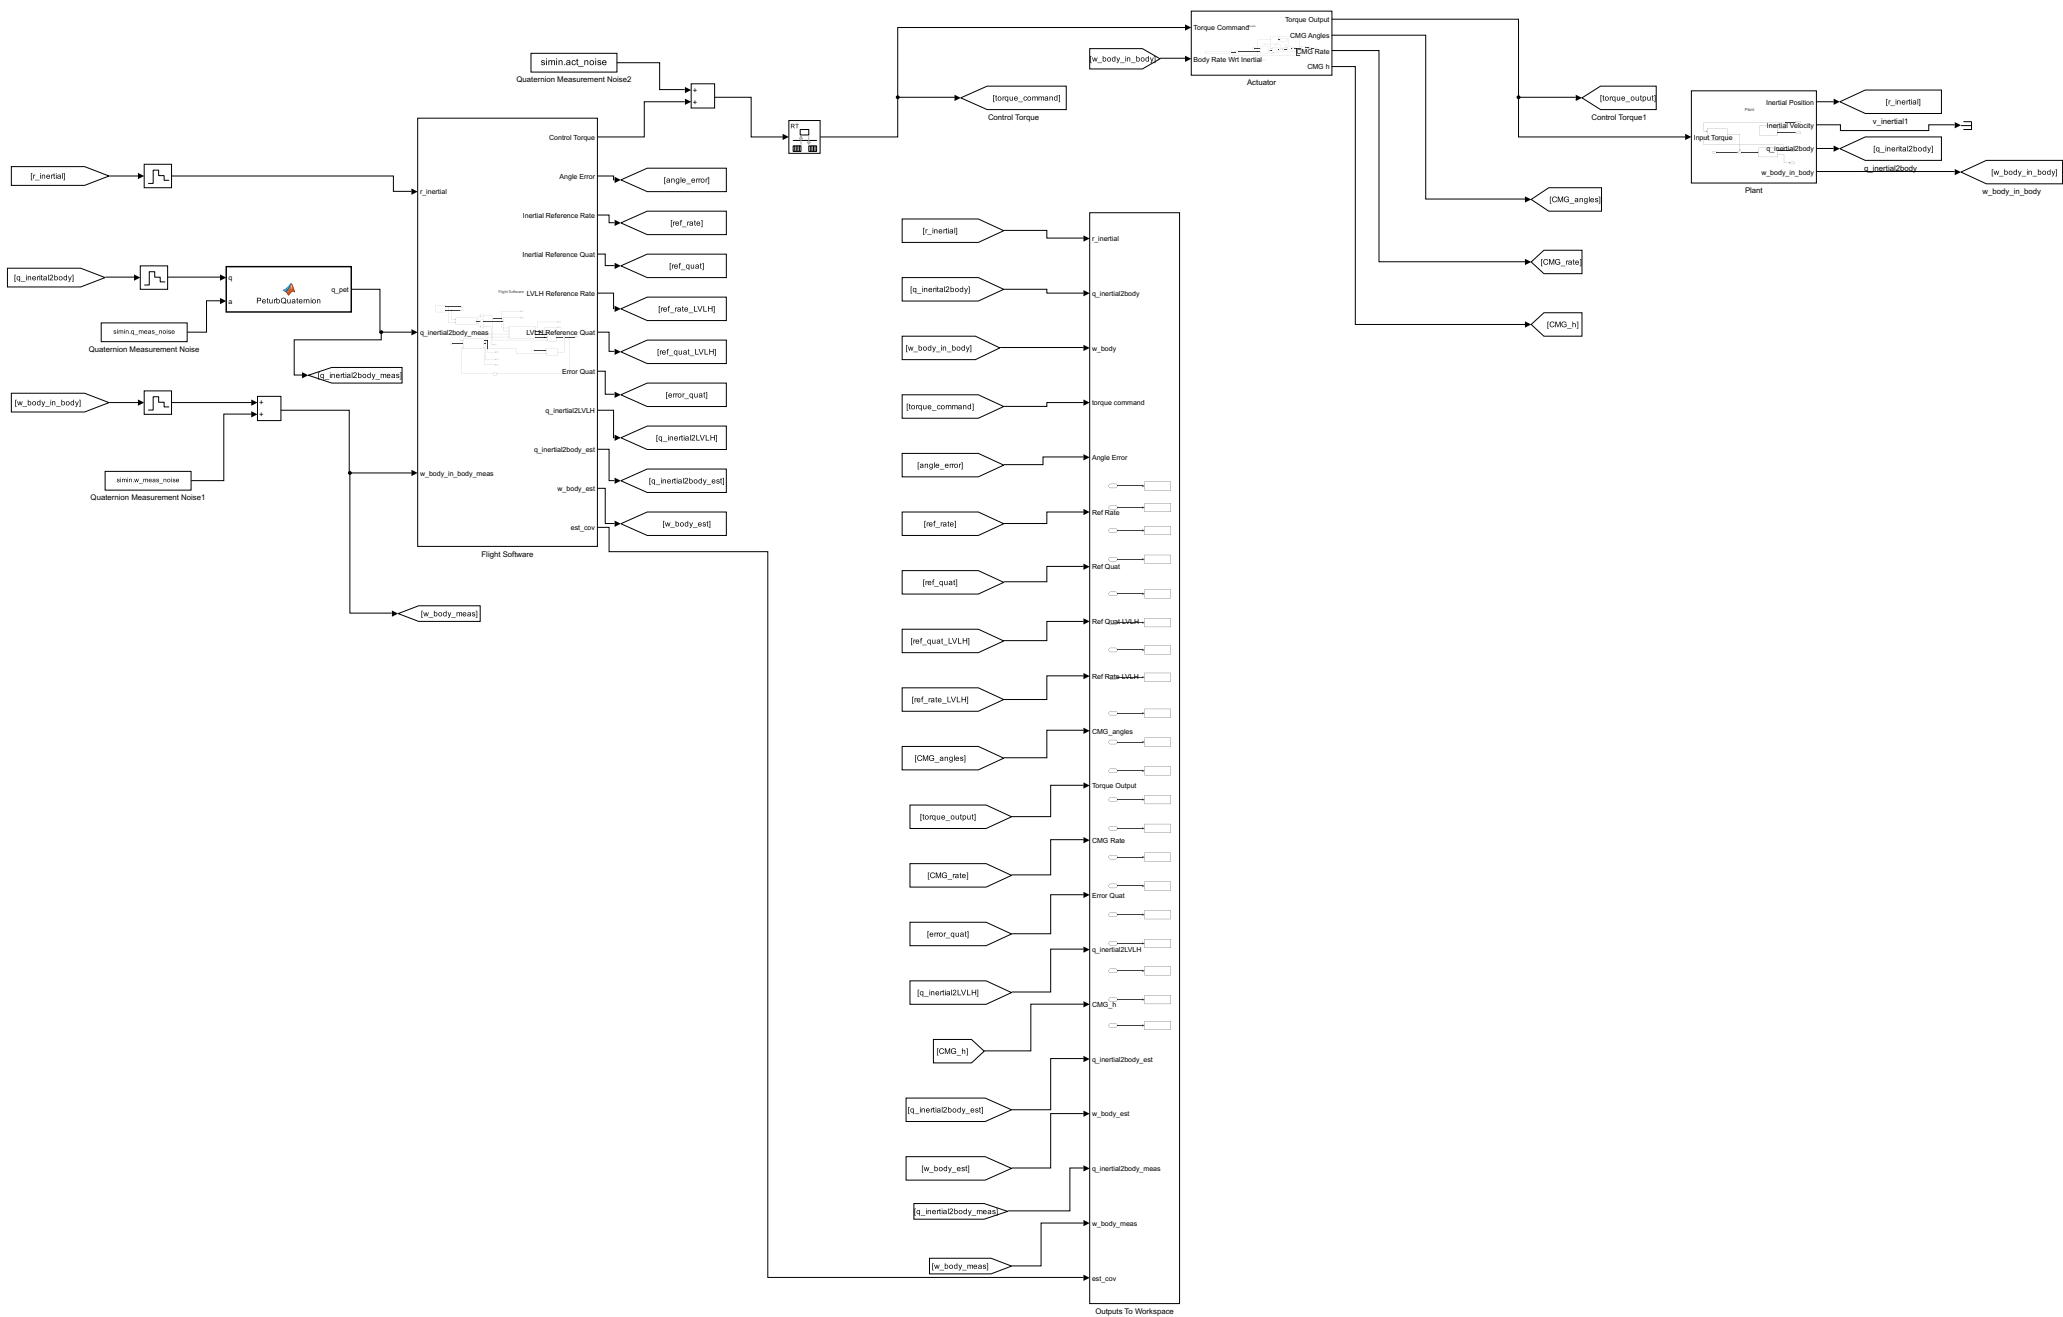 simin.act_noise
Quaternion Measurement Noise2
+
+
RT
[torque_command]
Control Torque
[w_body_in_body]
Torque Command
Body Rate Wrt Inertial
Torque Output
CMG Angles
CMG Rate
CMG h
Actuator
[torque_output]
Control Torque1
[CMG_angles]
[CMG_rate]
[CMG_h]
Input Torque
Plant
Inertial Position
Inertial Velocity
q_inertial2body
w_body_in_body
Plant
[r_inertial]
v_inertial1
[q_inerital2body]
q_inertial2body
[w_body_in_body]
w_body_in_body
[r_inertial]
[q_inerital2body]
q
a
PeturbQuaternion
q_pet
simin.q_meas_noise
Quaternion Measurement Noise
[q_inertial2body_meas]
[w_body_in_body]
+
+
simin.w_meas_noise
Quaternion Measurement Noise1
[w_body_meas]
r_inertial
q_inertial2body_meas
w_body_in_body_meas
Flight Software
Control Torque
Angle Error
Inertial Reference Rate
Inertial Reference Quat
LVLH Reference Rate
LVLH Reference Quat
Error Quat
q_inertial2LVLH
q_inertial2body_est
w_body_est
est_cov
Flight Software
[angle_error]
[ref_rate]
[ref_quat]
[ref_rate_LVLH]
[ref_quat_LVLH]
[error_quat]
[q_inertial2LVLH]
[q_inertial2body_est]
[w_body_est]
[r_inertial]
r_inertial
[q_inerital2body]
q_inertial2body
[w_body_in_body]
w_body
[torque_command]
torque command
[angle_error]
Angle Error
[ref_rate]
Ref Rate
[ref_quat]
Ref Quat
[ref_quat_LVLH]
Ref Quat LVLH
[ref_rate_LVLH]
Ref Rate LVLH
[CMG_angles]
CMG_angles
[torque_output]
Torque Output
[CMG_rate]
CMG Rate
[error_quat]
Error Quat
[q_inertial2LVLH]
q_inertial2LVLH
[CMG_h]
CMG_h
[q_inertial2body_est]
q_inertial2body_est
[w_body_est]
w_body_est
[q_inertial2body_meas]
q_inertial2body_meas
[w_body_meas]
w_body_meas
est_cov
Outputs To Workspace